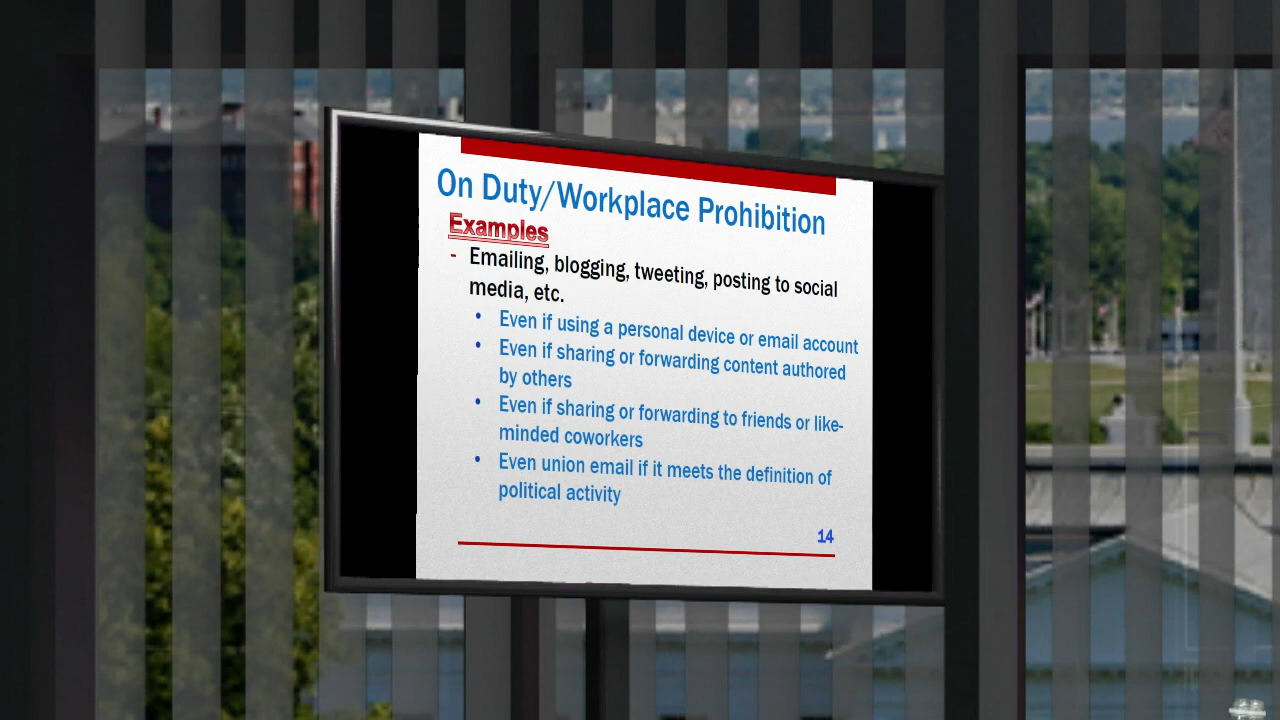 On Duty/Workplace Prohibition
Examples
- Emailing, blogging, tweeting, posting to social
media, etc.
• Even if using a personal device or email account
• Even if sharing or forwarding content authored
by others
• Even if sharing or forwarding to friends or like-
minded coworkers
• Even union email if it meets the definition of
political activity
14